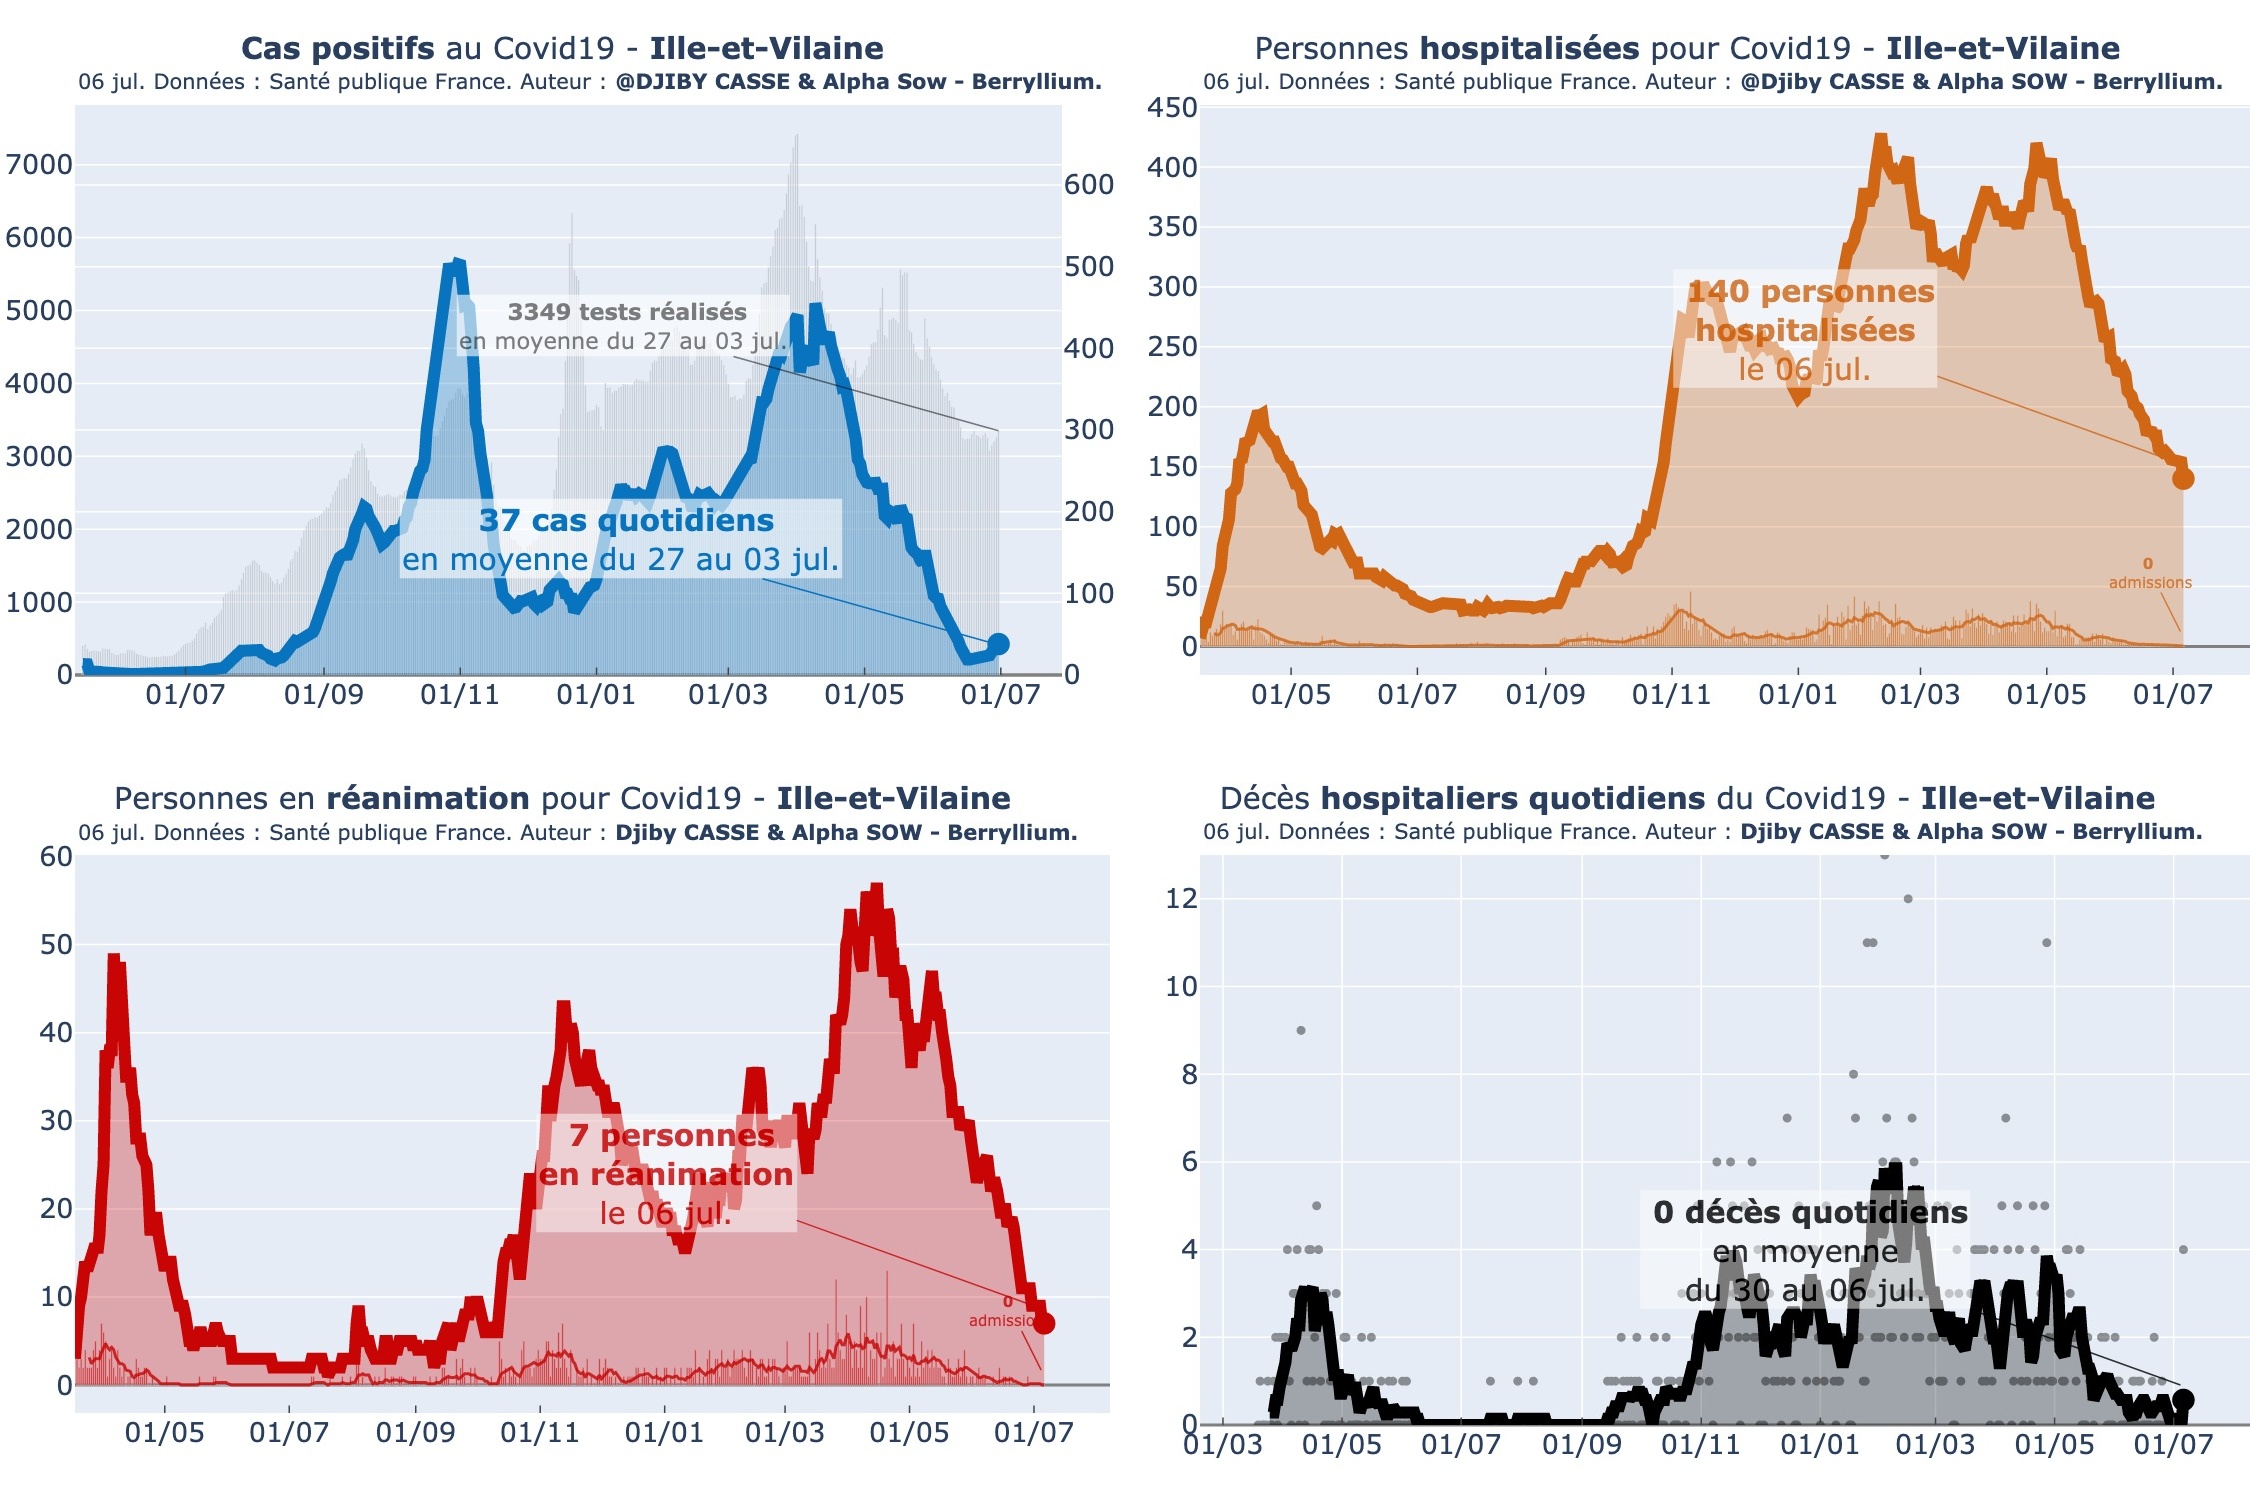 Cas positifs au Covid19 - Ille-et-Vilaine
06 jul. Données : Santé publique France. Auteur : @DJIBY CASSE & Alpha Sow - Berryllium.
7000
6000
5000
4000
3000
2000
1000
0
600
500
400
300
200
100
0
3349 tests réalisés
en moyenne du 27 au 03 jul.
37 cas quotidiens
en moyenne du 27 au 03 jul.
01/07 01/09 01/11 01/01 01/03 01/05 01/07
Personnes hospitalisées pour Covid19 - Ille-et-Vilaine
06 jul. Données : Santé publique France. Auteur : @Djiby CASSE & Alpha SOW - Berryllium.
450
400
350
300
250
200
150
100
50
0
140 personnes
hospitalisées
le 06 jul.
0
admissions
01/05 01/07 01/09 01/11 01/01 01/03 01/05 01/07
Personnes en réanimation pour Covid19 - Ille-et-Vilaine
06 jul. Données : Santé publique France. Auteur : Djiby CASSE & Alpha SOW - Berryllium.
60
50
40
30
20
10
0
7 personnes
en réanimation
le 06 jul.
0
admissio
01/05 01/07 01/09 01/11 01/01 01/03 01/05 01/07
Décès hospitaliers quotidiens du Covid19 - Ille-et-Vilaine
06 jul. Données : Santé publique France. Auteur : Djiby CASSE & Alpha SOW - Berryllium.
12
10
8
6
4
2
0
0 décès quotidiens
en moyenne
du 30 au 06 jul.
01/03 01/05 01/07 01/09 01/11 01/01 01/03 01/05 01/07